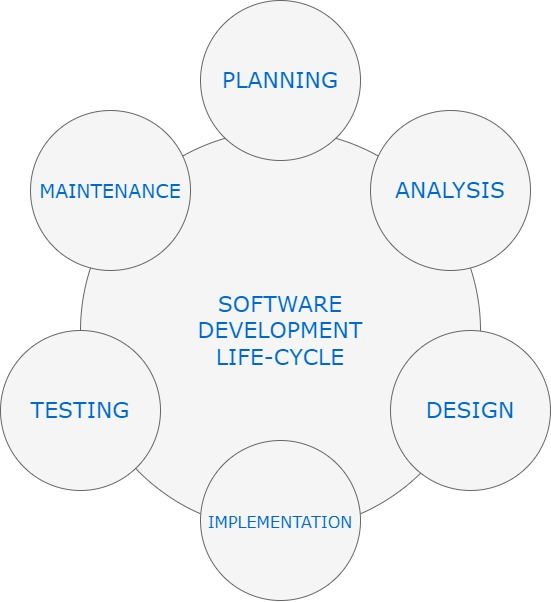 PLANNING
MAINTENANCE
ANALYSIS
SOFTWARE
DEVELOPMENT
LIFE-CYCLE
TESTING
DESIGN
IMPLEMENTATION